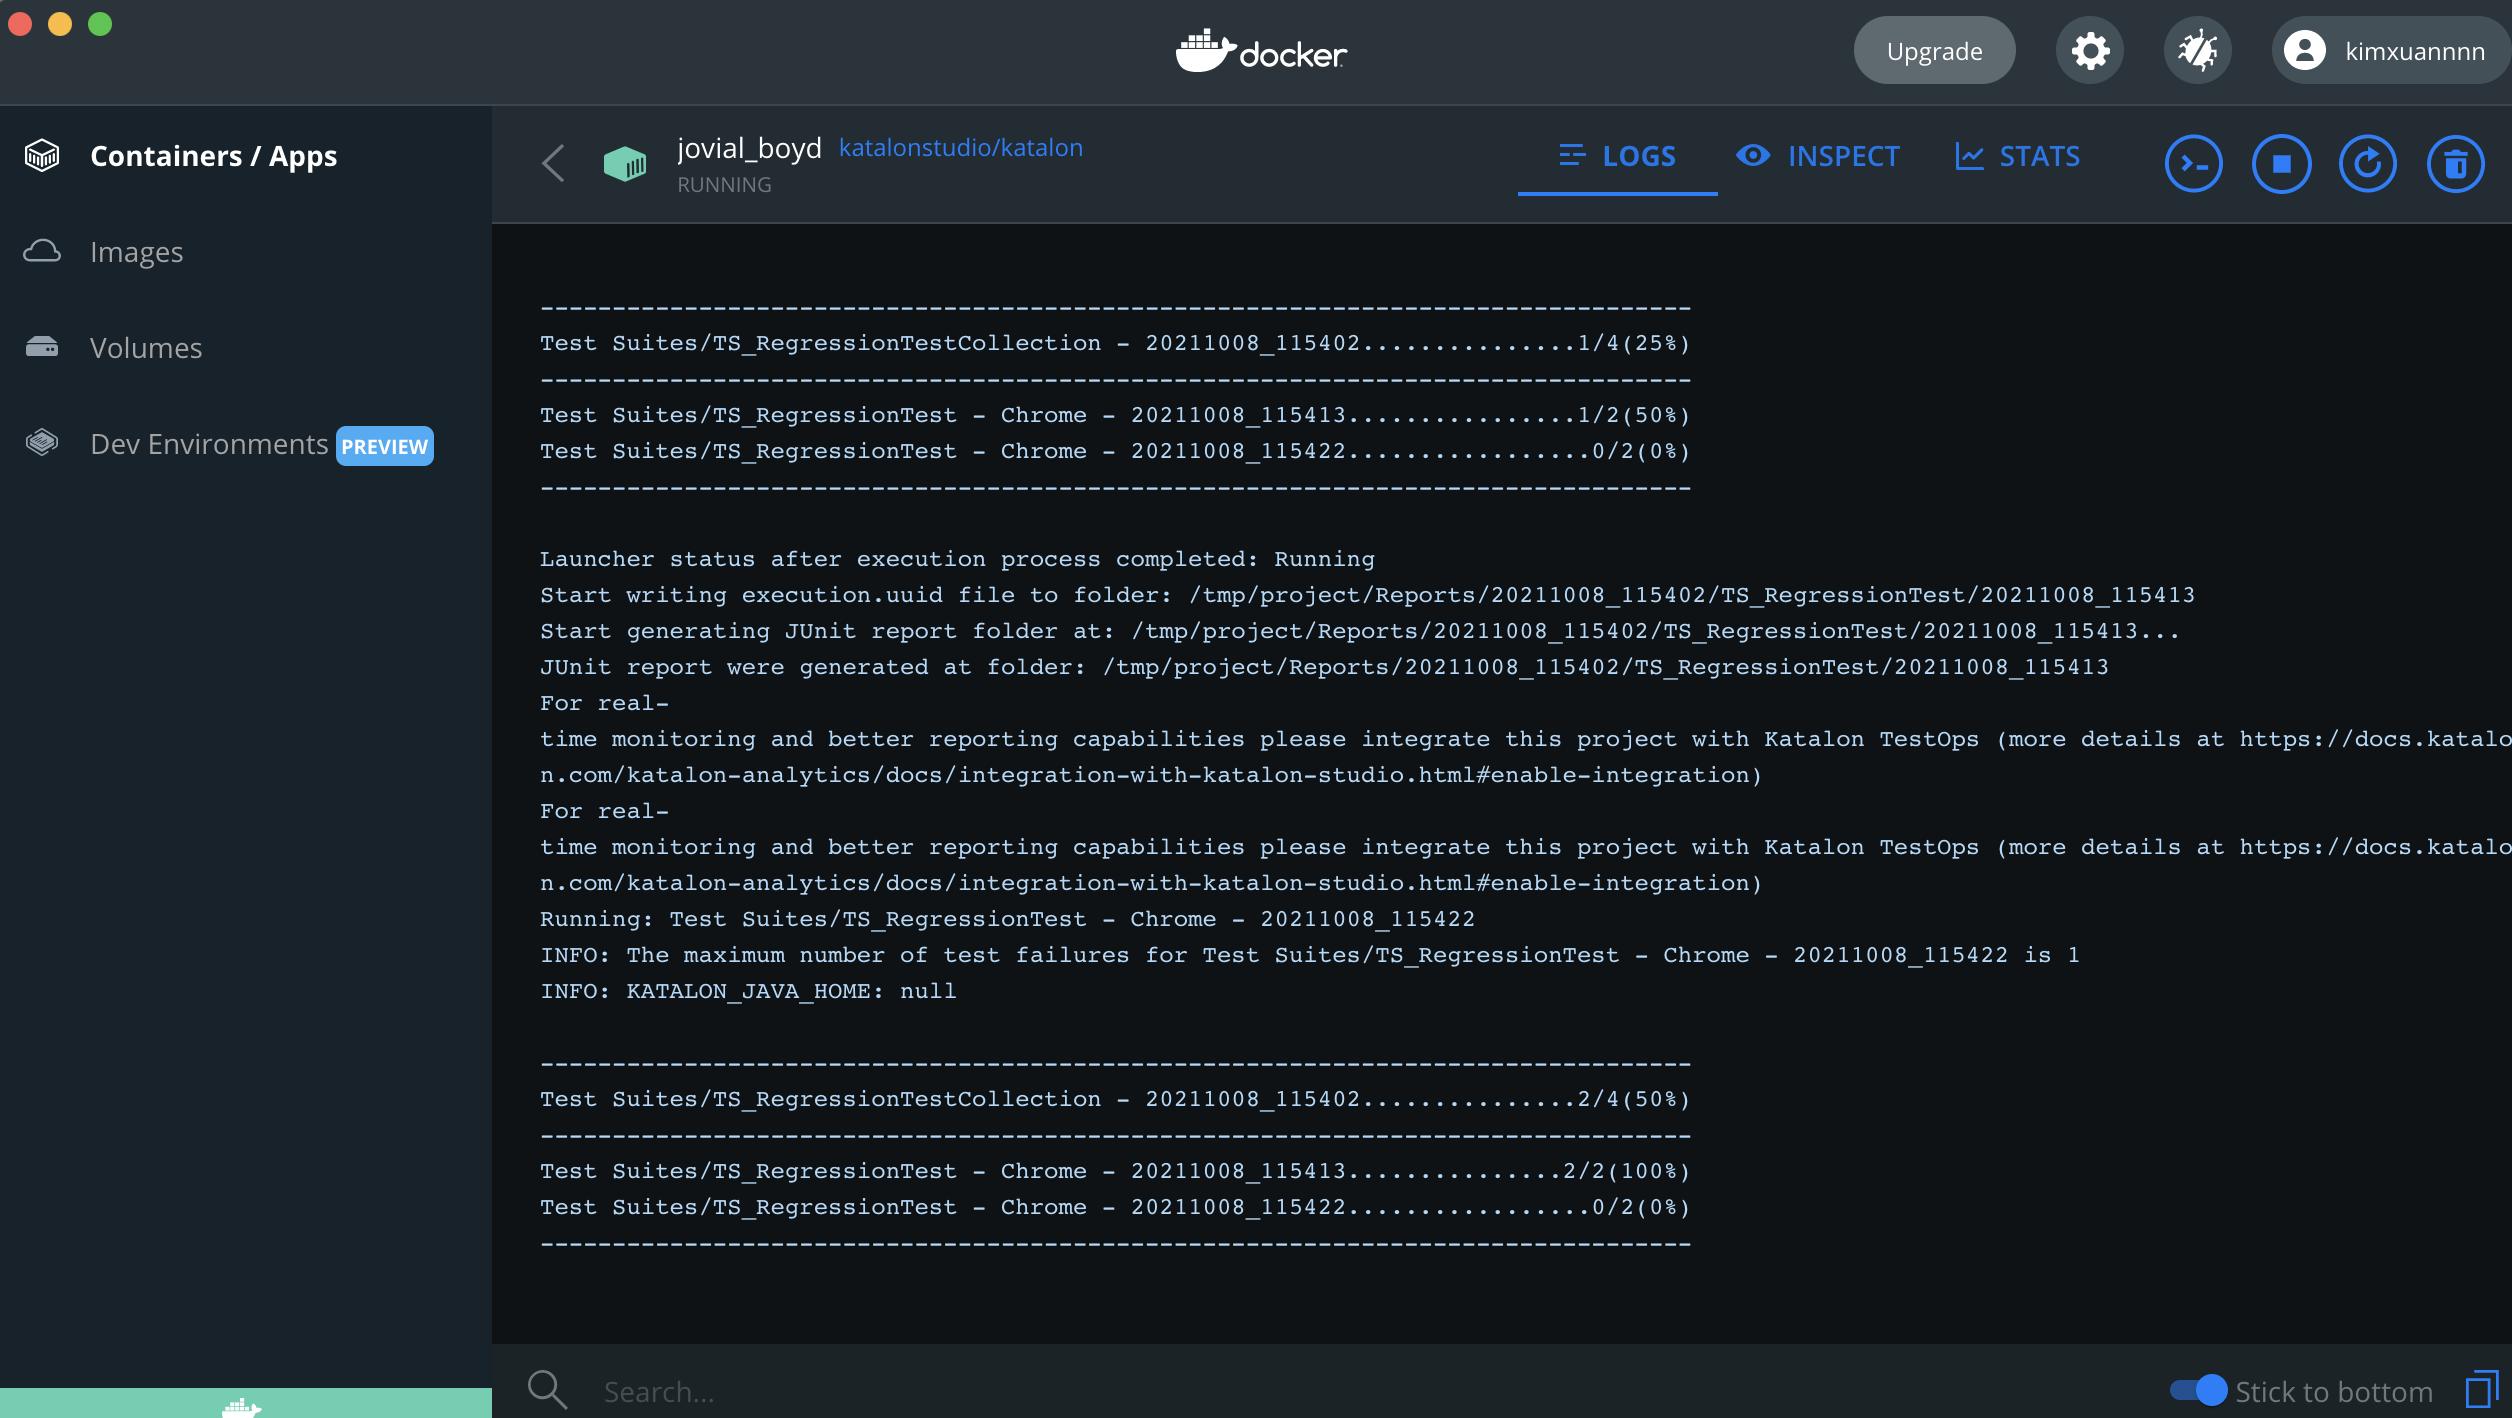 docker
Upgrade
kimxuannnn
Containers / Apps
Images
Volumes
Dev Environments PREVIEW
jovial_boyd katalonstudio/katalon
RUNNING
LOGS
INSPECT
STATS
--------------------------------------------------------------------------------
Test Suites/TS_RegressionTestCollection - 20211008_115402...............1/4(25%)
--------------------------------------------------------------------------------
Test Suites/TS_RegressionTest - Chrome - 20211008_115413................1/2(50%)
Test Suites/TS_RegressionTest - Chrome - 20211008_115422.................0/2(0%)
--------------------------------------------------------------------------------
Launcher status after execution process completed: Running
Start writing execution.uuid file to folder: /tmp/project/Reports/20211008_115402/TS_RegressionTest/20211008_115413
Start generating JUnit report folder at: /tmp/project/Reports/20211008_115402/TS_RegressionTest/20211008_115413...
JUnit report were generated at folder: /tmp/project/Reports/20211008_115402/TS_RegressionTest/20211008_115413
For real-
time monitoring and better reporting capabilities please integrate this project with Katalon TestOps (more details at https://docs.katalo
n.com/katalon-analytics/docs/integration-with-katalon-studio.html#enable-integration)
For real-
time monitoring and better reporting capabilities please integrate this project with Katalon TestOps (more details at https://docs.katalo
n.com/katalon-analytics/docs/integration-with-katalon-studio.html#enable-integration)
Running: Test Suites/TS_RegressionTest - Chrome - 20211008_115422
INFO: The maximum number of test failures for Test Suites/TS_RegressionTest - Chrome - 20211008_115422 is 1
INFO: KATALON_JAVA_HOME: null
--------------------------------------------------------------------------------
Test Suites/TS_RegressionTestCollection - 20211008_115402...............2/4(50%)
--------------------------------------------------------------------------------
Test Suites/TS_RegressionTest - Chrome - 20211008_115413...............2/2(100%)
Test Suites/TS_RegressionTest - Chrome - 20211008_115422.................0/2(0%)
--------------------------------------------------------------------------------
Search...
Stick to bottom